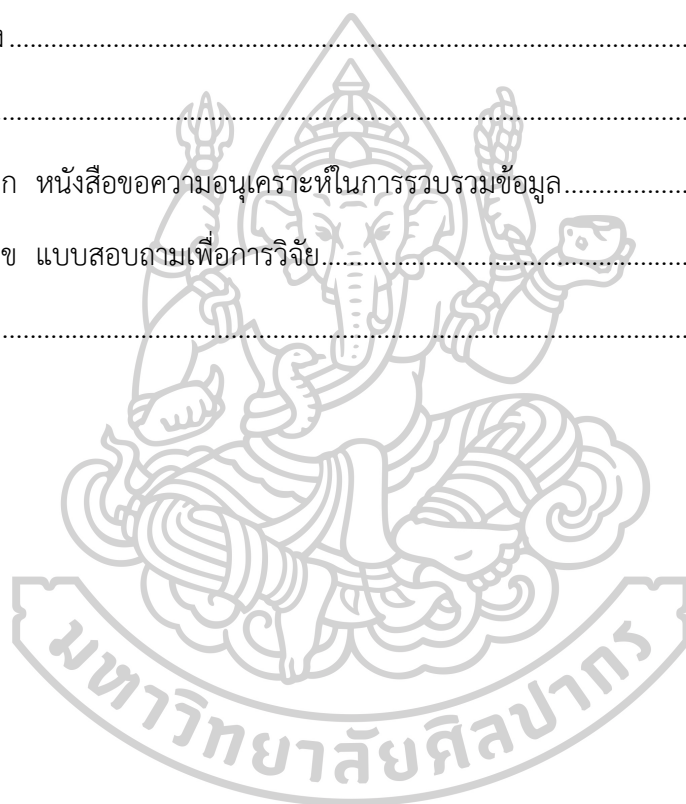 ก หนังสือขอความอนุเคราะห์ในการรวบรวมข้อมูล
ข แบบสอบถามเพื่อการวิจัย
มหาวิทยาลัยศิลปากร